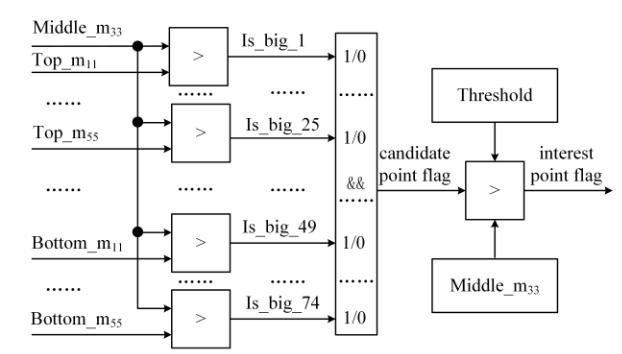 Middle_m33
Top_m11
......
Top_m55
......
Bottom_m11
......
Bottom_m55
>
......
>
......
>
......
>
Is_big_1
......
Is_big_25
......
Is_big_49
......
Is_big_74
1/0
......
1/0
&&
......
1/0
......
1/0
candidate
point flag
Threshold
>
Middle_m33
interest
point flag